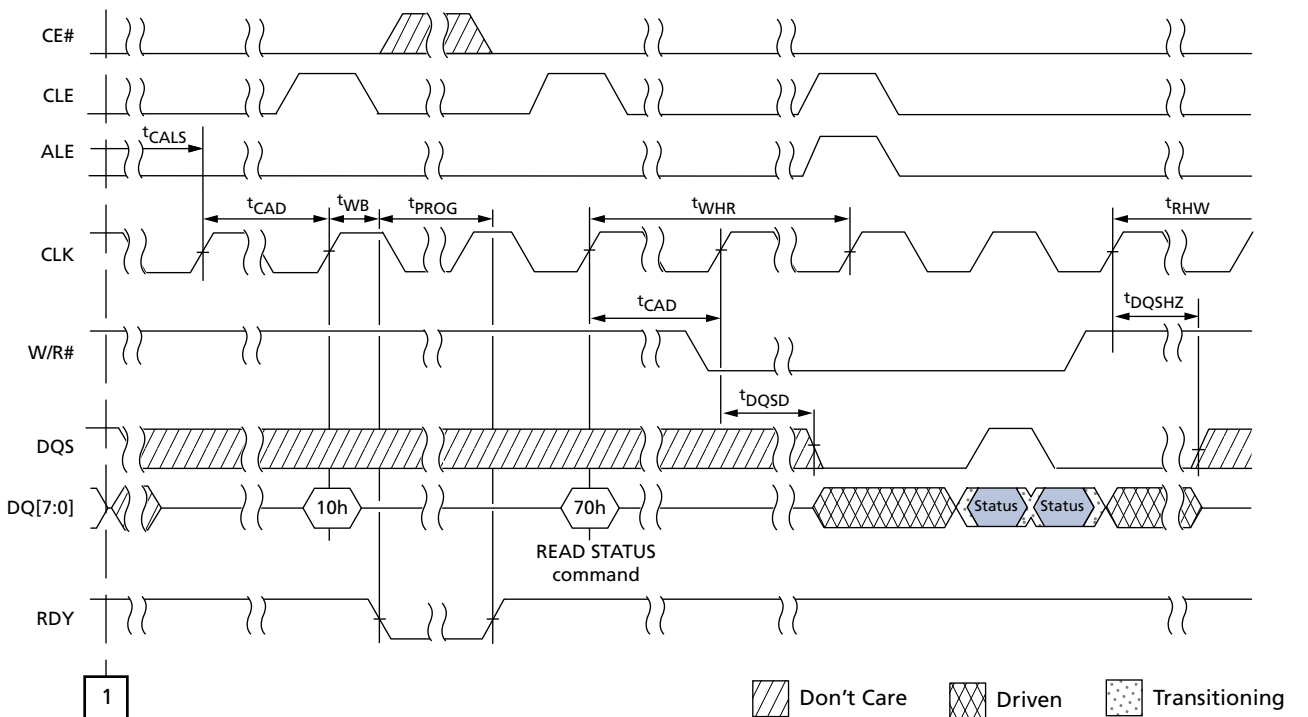 CE#
CLE
tCALS
ALE
tCAD
tWB
tPROG
tWHR
tRHW
CLK
tCAD
tDQSHZ
W/R#
tDQSD
DQS
DQ[7:0]
10h
70h
Status
Status
READ STATUS
command
RDY
1
Don't Care
Driven
Transitioning